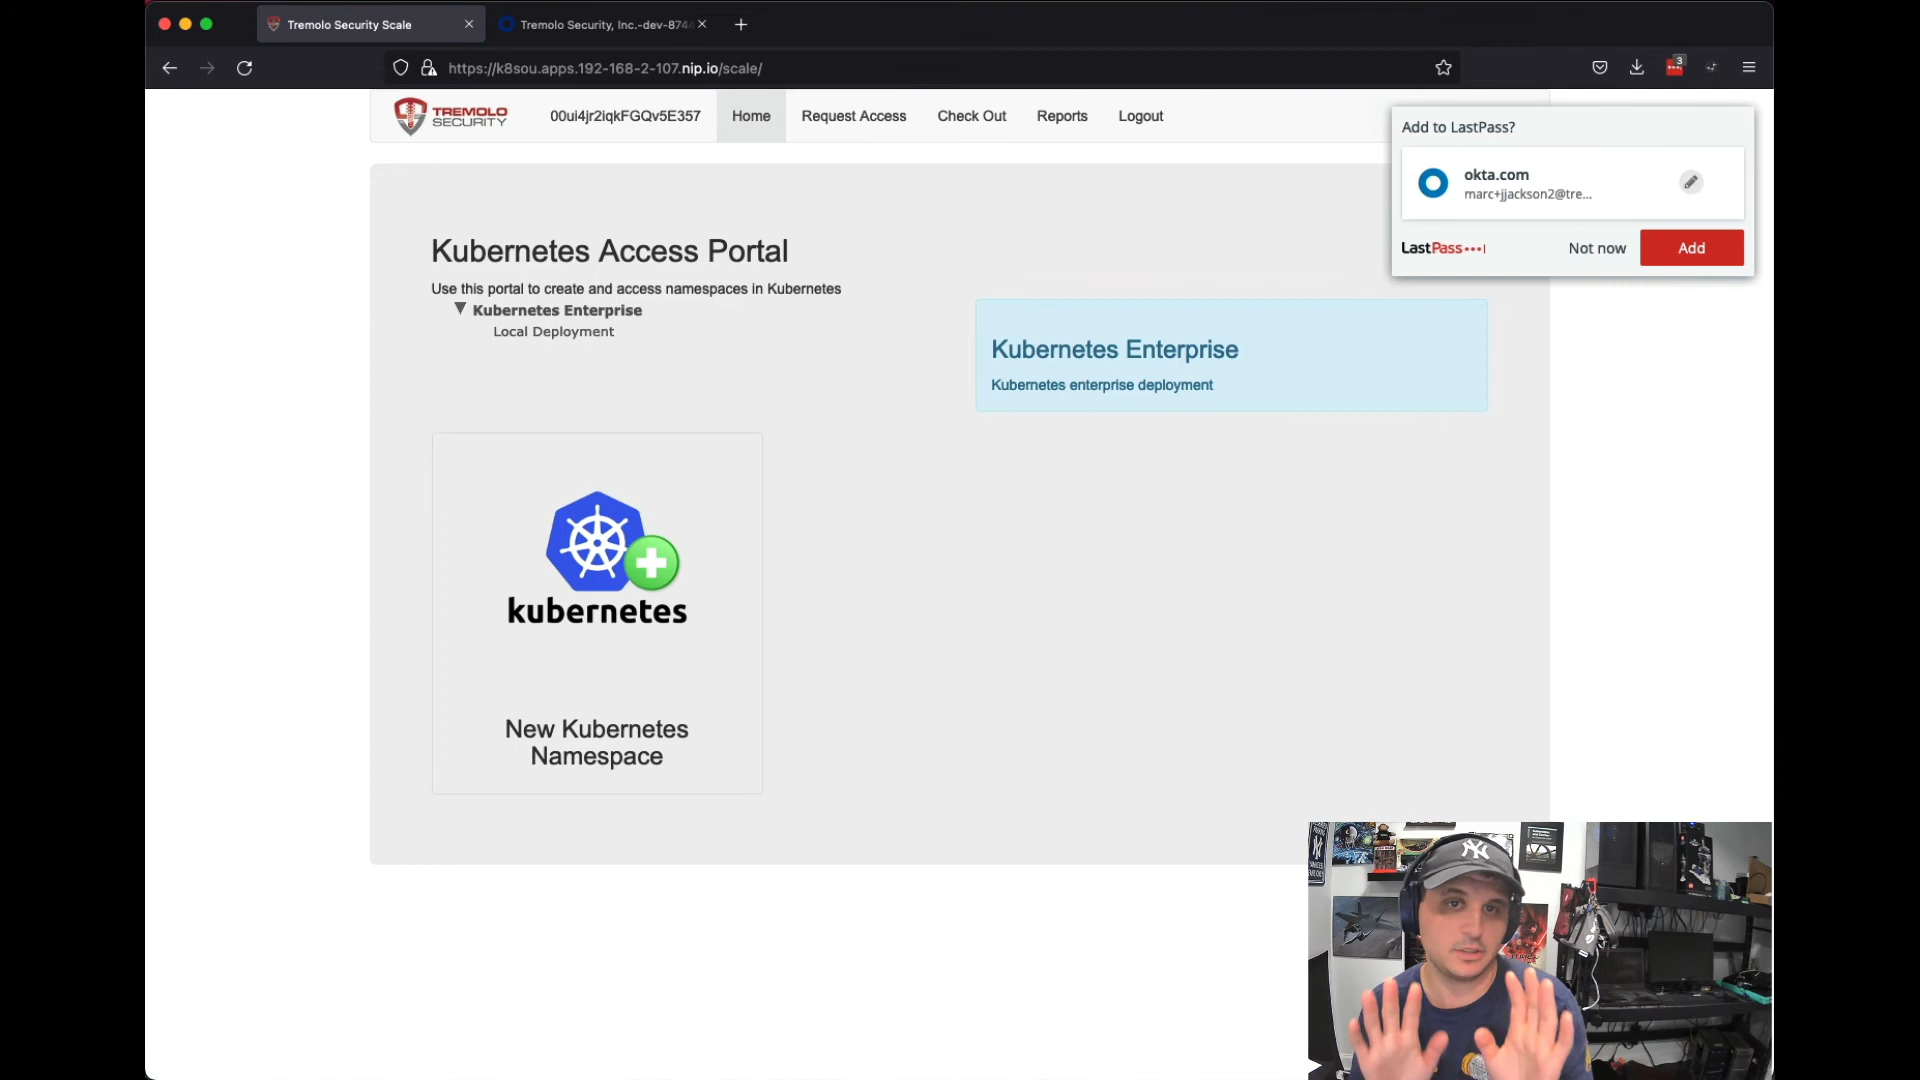 Tremolo Security Scale
Tremolo Security, Inc.-dev-874
https://k8sou.apps.192-168-2-107.nip.io/scale/
3
TREMOLO
SECURITY
00ui4jr2iqkFGQv5E357
Home
Request Access
Check Out
Reports
Logout
Add to LastPass?
okta.com
marc+jjackson2@tre...
LastPass
Not now
Add
Kubernetes Access Portal
Use this portal to create and access namespaces in Kubernetes
Kubernetes Enterprise
Local Deployment
Kubernetes Enterprise
Kubernetes enterprise deployment
kubernetes
New Kubernetes
Namespace